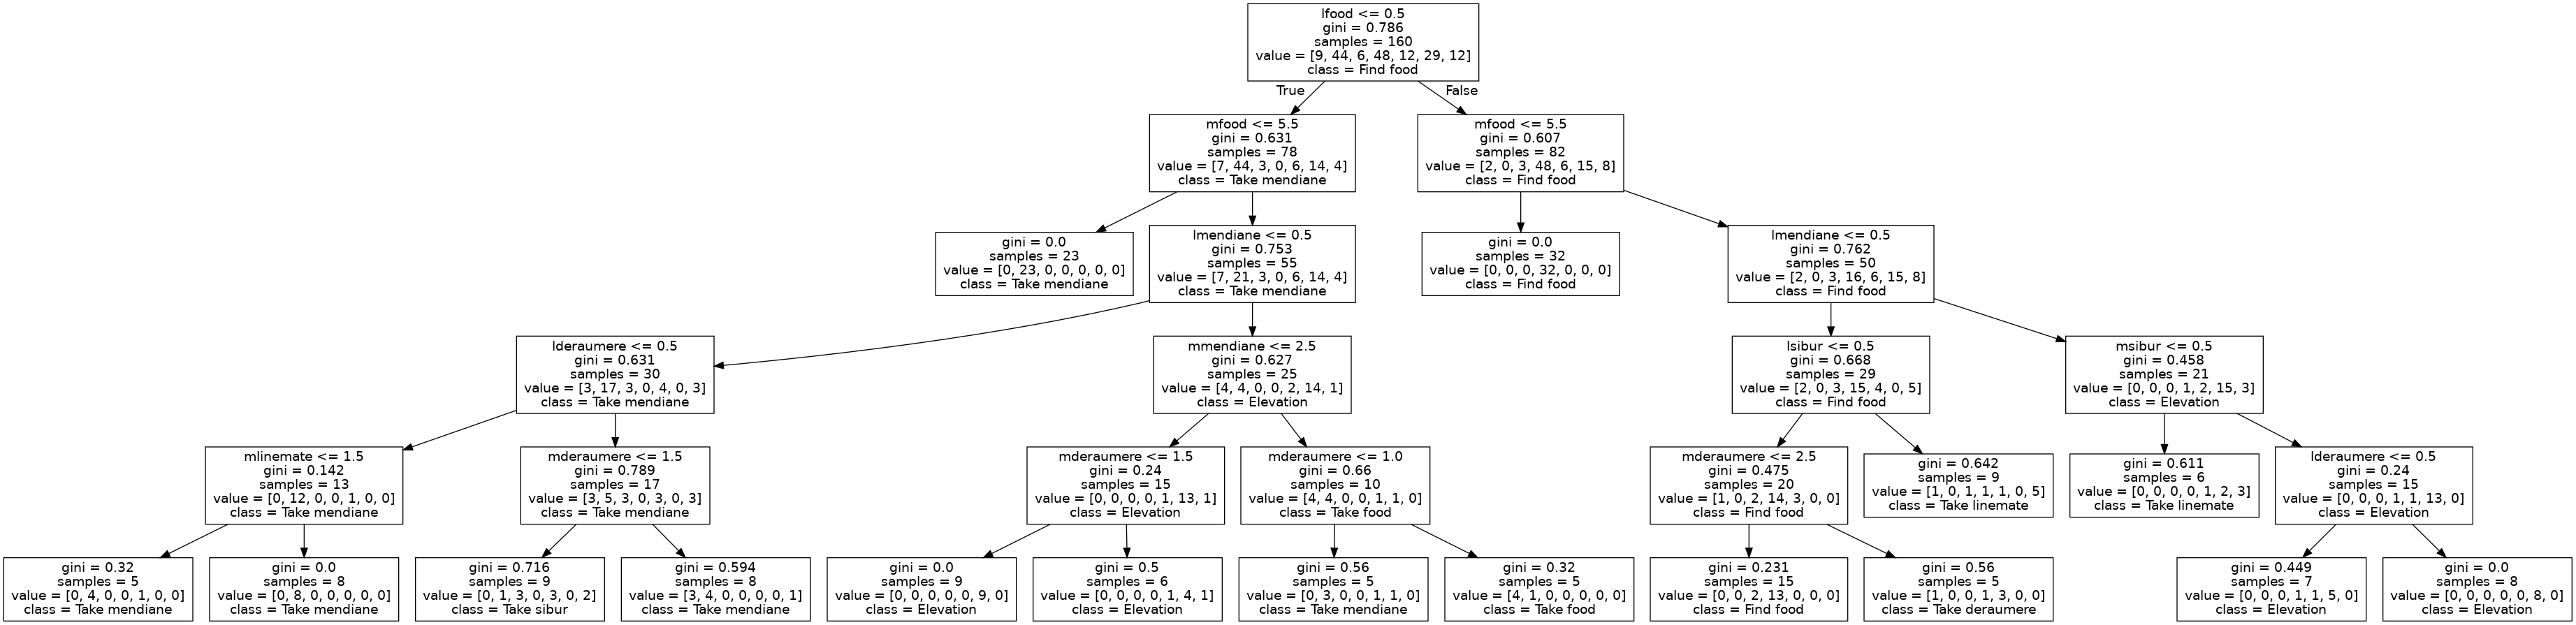 lfood <= 0.5
gini = 0.786
samples = 160
value = [9, 44, 6, 48, 12, 29, 12]
class = Find food
True
False
mfood <= 5.5
gini = 0.631
samples = 78
value = [7, 44, 3, 0, 6, 14, 4]
class = Take mendiane
mfood <= 5.5
gini = 0.607
samples = 82
value = [2, 0, 3, 48, 6, 15, 8]
class = Find food
gini = 0.0
samples = 23
value = [0, 23, 0, 0, 0, 0, 0]
class = Take mendiane
lmendiane <= 0.5
gini = 0.753
samples = 55
value = [7, 21, 3, 0, 6, 14, 4]
class = Take mendiane
gini = 0.0
samples = 32
value = [0, 0, 0, 32, 0, 0, 0]
class = Find food
lmendiane <= 0.5
gini = 0.762
samples = 50
value = [2, 0, 3, 16, 6, 15, 8]
class = Find food
lderaumere <= 0.5
gini = 0.631
samples = 30
value = [3, 17, 3, 0, 4, 0, 3]
class = Take mendiane
mmendiane <= 2.5
gini = 0.627
samples = 25
value = [4, 4, 0, 0, 2, 14, 1]
class = Elevation
lsibur <= 0.5
gini = 0.668
samples = 29
value = [2, 0, 3, 15, 4, 0, 5]
class = Find food
msibur <= 0.5
gini = 0.458
samples = 21
value = [0, 0, 0, 1, 2, 15, 3]
class = Elevation
mlinemate <= 1.5
gini = 0.142
samples = 13
value = [0, 12, 0, 0, 1, 0, 0]
class = Take mendiane
mderaumere <= 1.5
gini = 0.789
samples = 17
value = [3, 5, 3, 0, 3, 0, 3]
class = Take mendiane
mderaumere <= 1.5
gini = 0.24
samples = 15
value = [0, 0, 0, 0, 1, 13, 1]
class = Elevation
mderaumere <= 1.0
gini = 0.66
samples = 10
value = [4, 4, 0, 0, 1, 1, 0]
class = Take food
mderaumere <= 2.5
gini = 0.475
samples = 20
value = [1, 0, 2, 14, 3, 0, 0]
class = Find food
gini = 0.642
samples = 9
value = [1, 0, 1, 1, 1, 0, 5]
class = Take linemate
gini = 0.611
samples = 6
value = [0, 0, 0, 0, 1, 2, 3]
class = Take linemate
lderaumere <= 0.5
gini = 0.24
samples = 15
value = [0, 0, 0, 1, 1, 13, 0]
class = Elevation
gini = 0.32
samples = 5
value = [0, 4, 0, 0, 1, 0, 0]
class = Take mendiane
gini = 0.0
samples = 8
value = [0, 8, 0, 0, 0, 0, 0]
class = Take mendiane
gini = 0.716
samples = 9
value = [0, 1, 3, 0, 3, 0, 2]
class = Take sibur
gini = 0.594
samples = 8
value = [3, 4, 0, 0, 0, 0, 1]
class = Take mendiane
gini = 0.0
samples = 9
value = [0, 0, 0, 0, 0, 9, 0]
class = Elevation
gini = 0.5
samples = 6
value = [0, 0, 0, 0, 1, 4, 1]
class = Elevation
gini = 0.56
samples = 5
value = [0, 3, 0, 0, 1, 1, 0]
class = Take mendiane
gini = 0.32
samples = 5
value = [4, 1, 0, 0, 0, 0, 0]
class = Take food
gini = 0.231
samples = 15
value = [0, 0, 2, 13, 0, 0, 0]
class = Find food
gini = 0.56
samples = 5
value = [1, 0, 0, 1, 3, 0, 0]
class = Take deraumere
gini = 0.449
samples = 7
value = [0, 0, 0, 1, 1, 5, 0]
class = Elevation
gini = 0.0
samples = 8
value = [0, 0, 0, 0, 0, 8, 0]
class = Elevation